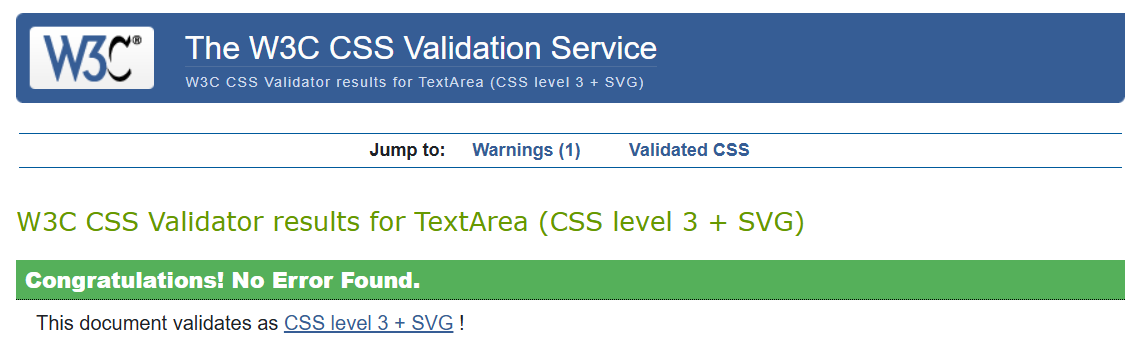 W3C®
The W3C CSS Validation Service
W3C CSS Validator results for TextArea (CSS level 3 + SVG)
Jump to: Warnings (1) Validated CSS
W3C CSS Validator results for TextArea (CSS level 3 + SVG)
Congratulations! No Error Found.
This document validates as CSS level 3 + SVG !